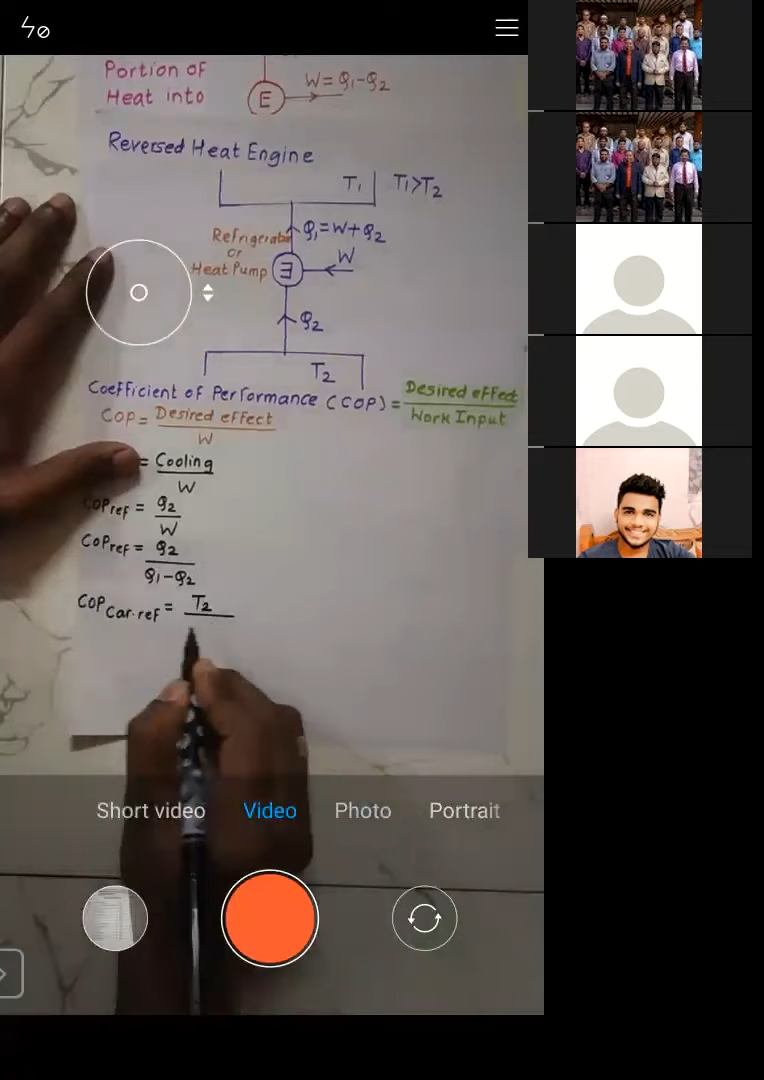 Portion of
Heat into
E
W = Q1-Q2
Reversed Heat Engine
T1
T1>T2
Q1=W+Q2
Refrigerator
or
Heat Pump
E
W
Q2
T2
Coefficient of Performance (COP) = Desired effect
Work Input
COP = Desired effect
W
= Cooling
W
COPref = Q2
W
COPref = Q2
Q1-Q2
COPCar.ref = T2
Short video
Video
Photo
Portrait